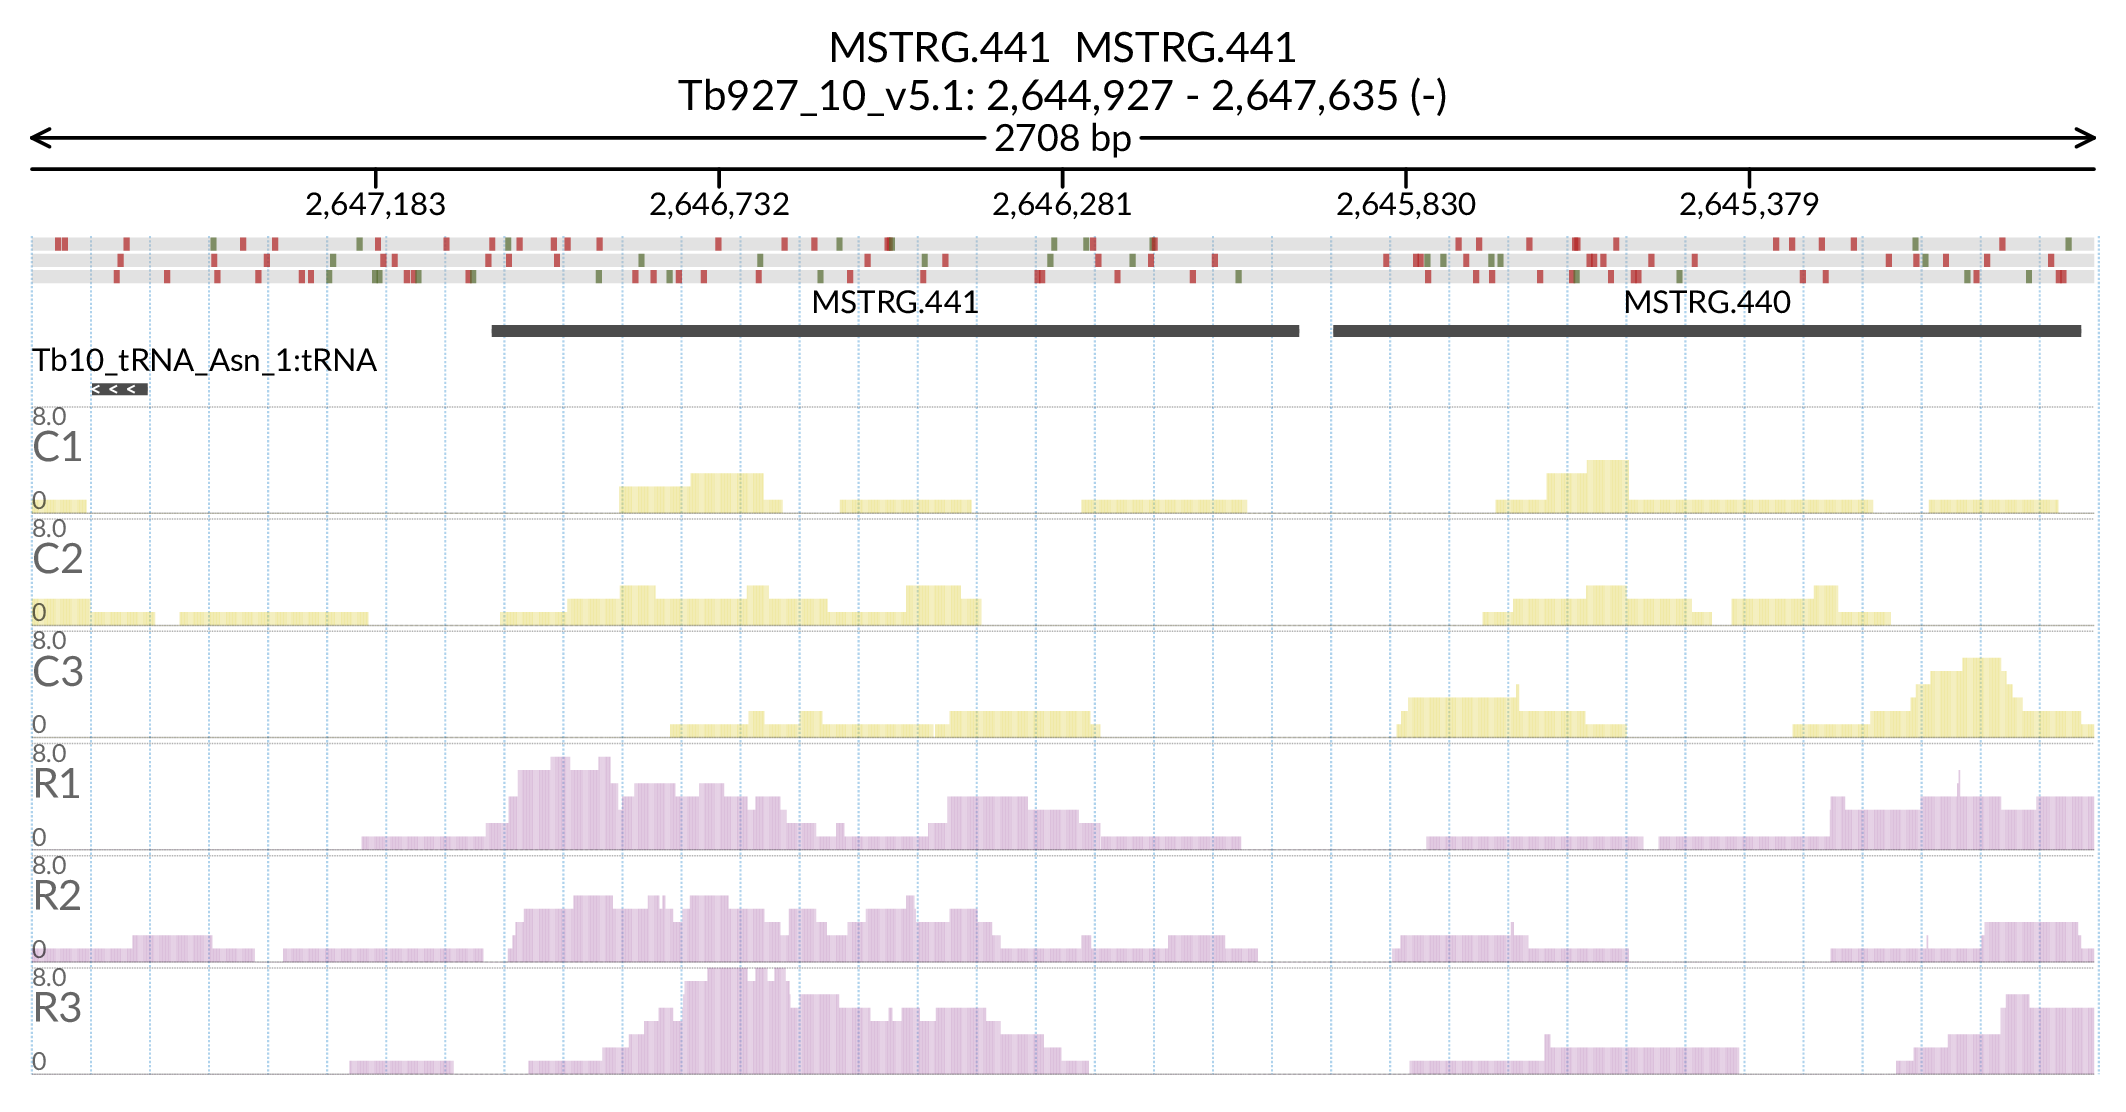 MSTRG.441 MSTRG.441
Tb927_10_v5.1: 2,644,927 - 2,647,635 (-)
2708 bp
2,647,183 2,646,732 2,646,281 2,645,830 2,645,379
MSTRG.441 MSTRG.440
Tb10_tRNA_Asn_1:tRNA
8.0
C1
0
8.0
C2
0
8.0
C3
0
8.0
R1
0
8.0
R2
0
8.0
R3
0